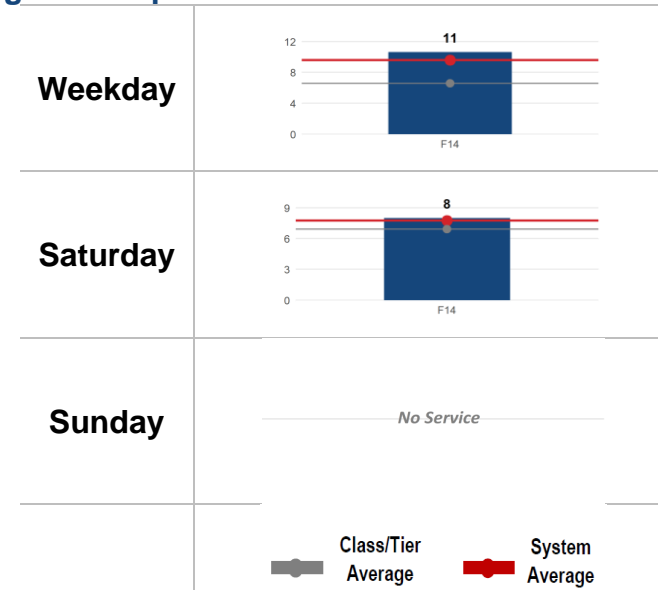 Weekday
11
12
8
4
0
F14
Saturday
8
9
6
3
0
F14
Sunday
No Service
Class/Tier
Average
System
Average